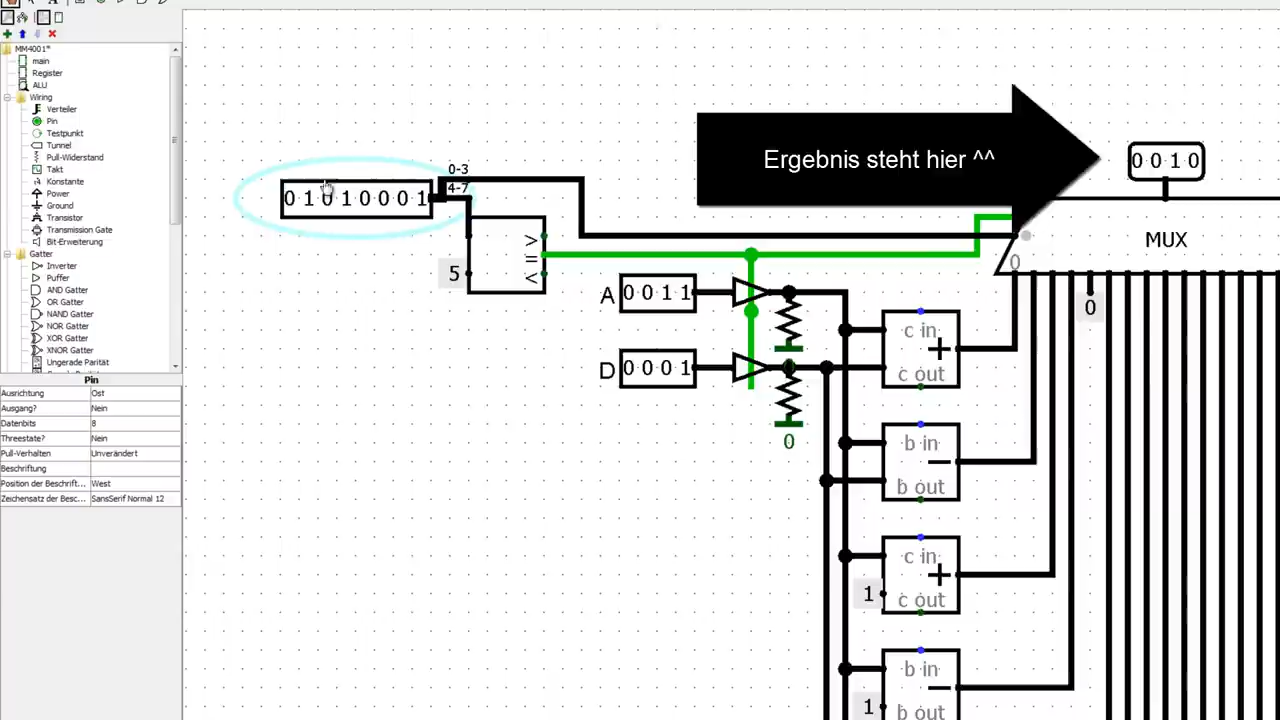 MM4001*
main
Register
ALU
Wiring
Verteiler
Pin
Testpunkt
Tunnel
Pull-Widerstand
Takt
Konstante
Power
Ground
Transistor
Transmission Gate
Bit-Erweiterung
Gatter
Inverter
Puffer
AND Gatter
OR Gatter
NAND Gatter
NOR Gatter
XOR Gatter
XNOR Gatter
Ungerade Parität
Pin
Ausrichtung Ost
Ausgang? Nein
Datenbits 8
Threestate? Nein
Pull-Verhalten Unverändert
Beschriftung
Position der Beschrift... West
Zeichensatz der Besc... SansSerif Normal 12
Ergebnis steht hier ^^
0 0 1 0
0-3
4-7
0 1 0 1 0 0 0 1
MUX
0
>
=
<
5
0
A 0 0 1 1
D 0 0 0 1
0
0
c in
+
c out
b in
−
b out
c in
+
1
c out
b in
−
1
b out